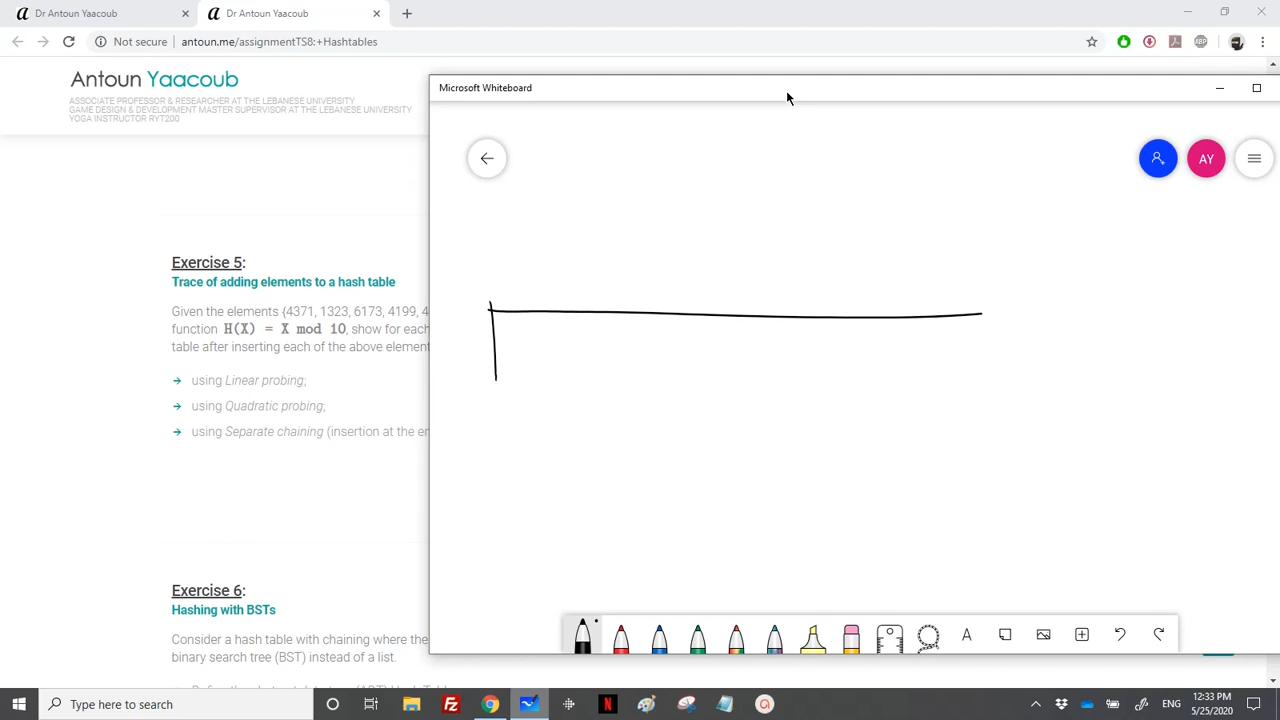 Dr Antoun Yaacoub
Dr Antoun Yaacoub
Not secure
antoun.me/assignmentTS8:+Hashtables
ABP
Antoun Yaacoub
ASSOCIATE PROFESSOR & RESEARCHER AT THE LEBANESE UNIVERSITY
GAME DESIGN & DEVELOPMENT MASTER SUPERVISOR AT THE LEBANESE UNIVERSITY
YOGA INSTRUCTOR RYT200
Microsoft Whiteboard
AY
Exercise 5:
Trace of adding elements to a hash table
Given the elements {4371, 1323, 6173, 4199, 4
function H(X) = X mod 10, show for each
table after inserting each of the above element
→ using Linear probing;
→ using Quadratic probing;
→ using Separate chaining (insertion at the en
Exercise 6:
Hashing with BSTs
Consider a hash table with chaining where the
binary search tree (BST) instead of a list.
A
Type here to search
ENG
12:33 PM
5/25/2020